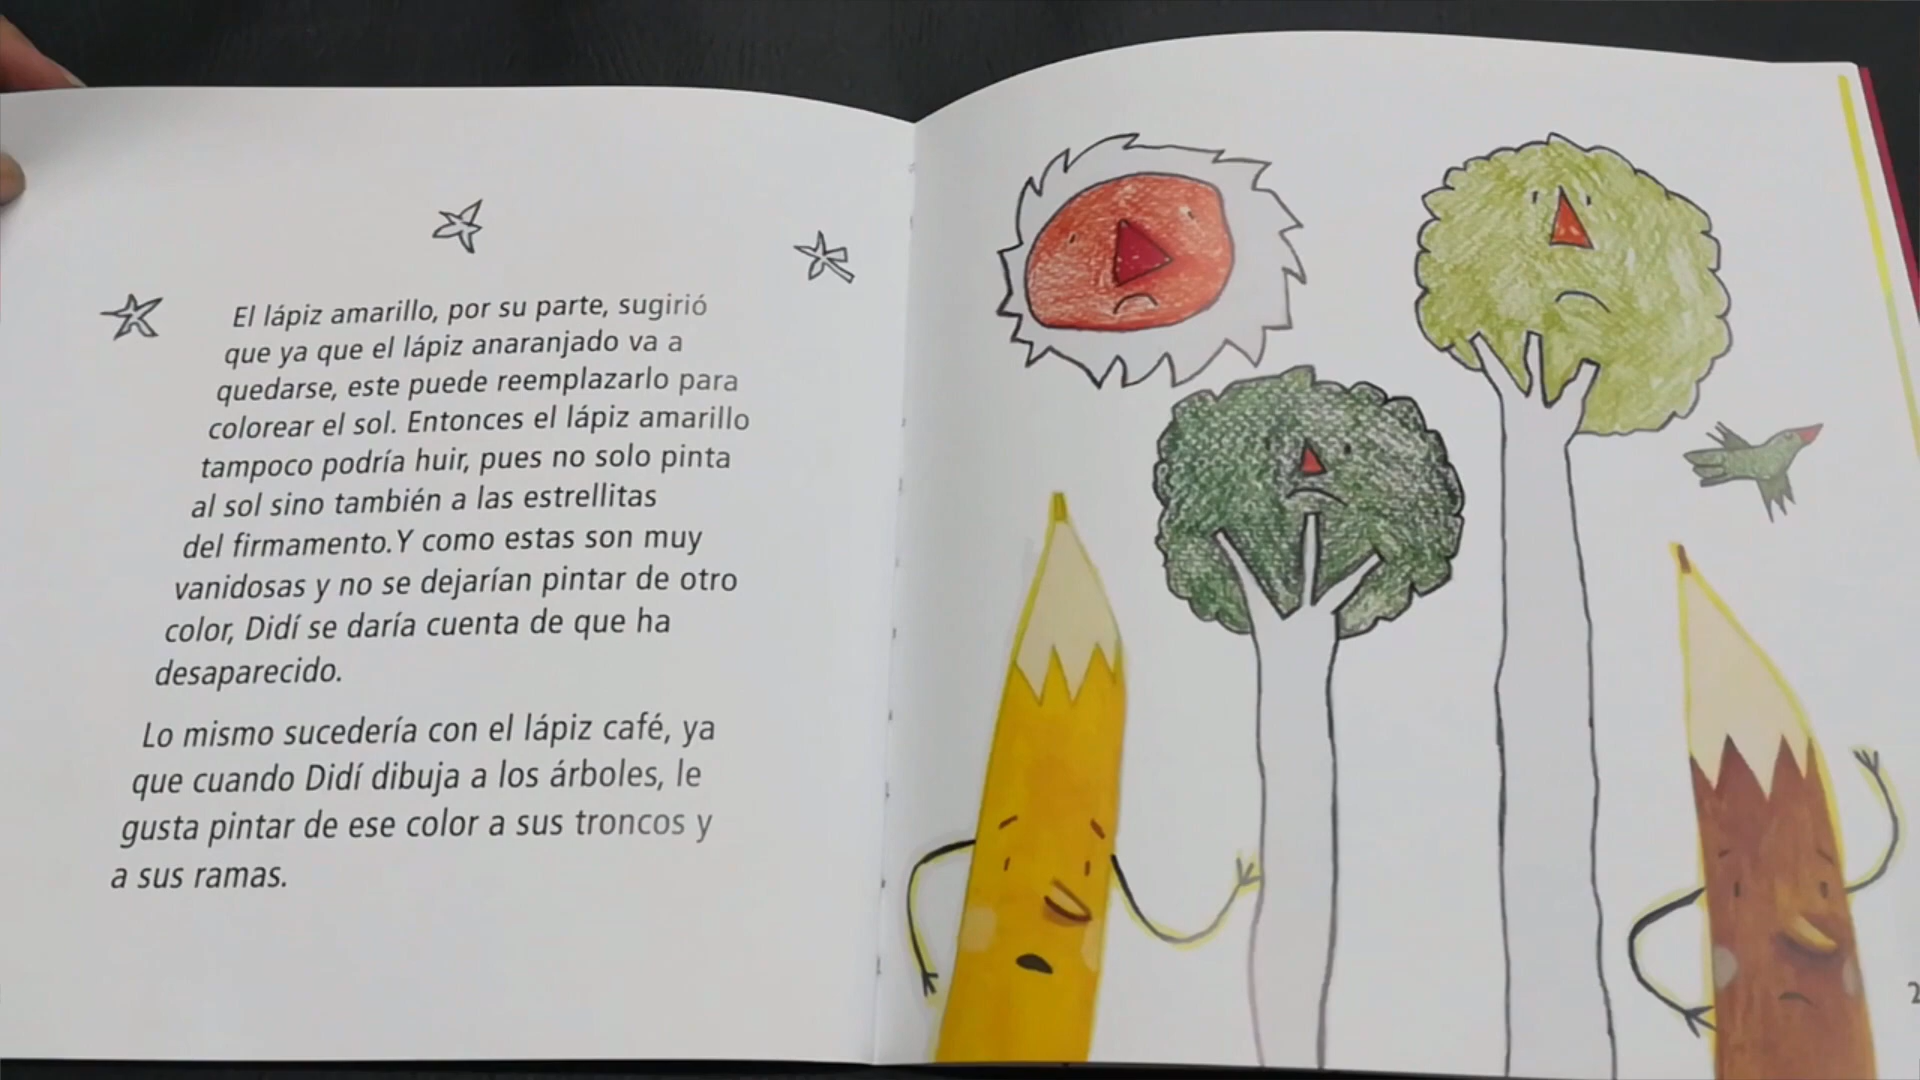 El lápiz amarillo, por su parte, sugirió
que ya que el lápiz anaranjado va a
quedarse, este puede reemplazarlo para
colorear el sol. Entonces el lápiz amarillo
tampoco podría huir, pues no solo pinta
al sol sino también a las estrellitas
del firmamento. Y como estas son muy
vanidosas y no se dejarían pintar de otro
color, Didí se daría cuenta de que ha
desaparecido.
Lo mismo sucedería con el lápiz café, ya
que cuando Didí dibuja a los árboles, le
gusta pintar de ese color a sus troncos y
a sus ramas.